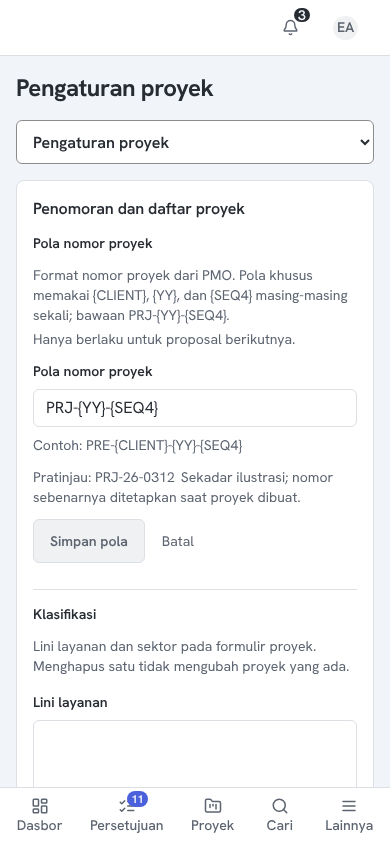 3
EA
Pengaturan proyek
Pengaturan proyek
Penomoran dan daftar proyek
Pola nomor proyek
Format nomor proyek dari PMO. Pola khusus
memakai {CLIENT}, {YY}, dan {SEQ4} masing-masing
sekali; bawaan PRJ-{YY}-{SEQ4}.
Hanya berlaku untuk proposal berikutnya.
Pola nomor proyek
PRJ-{YY}-{SEQ4}
Contoh: PRE-{CLIENT}-{YY}-{SEQ4}
Pratinjau: PRJ-26-0312 Sekadar ilustrasi; nomor
sebenarnya ditetapkan saat proyek dibuat.
Simpan pola
Batal
Klasifikasi
Lini layanan dan sektor pada formulir proyek.
Menghapus satu tidak mengubah proyek yang ada.
Lini layanan
11
Dasbor
Persetujuan
Proyek
Cari
Lainnya